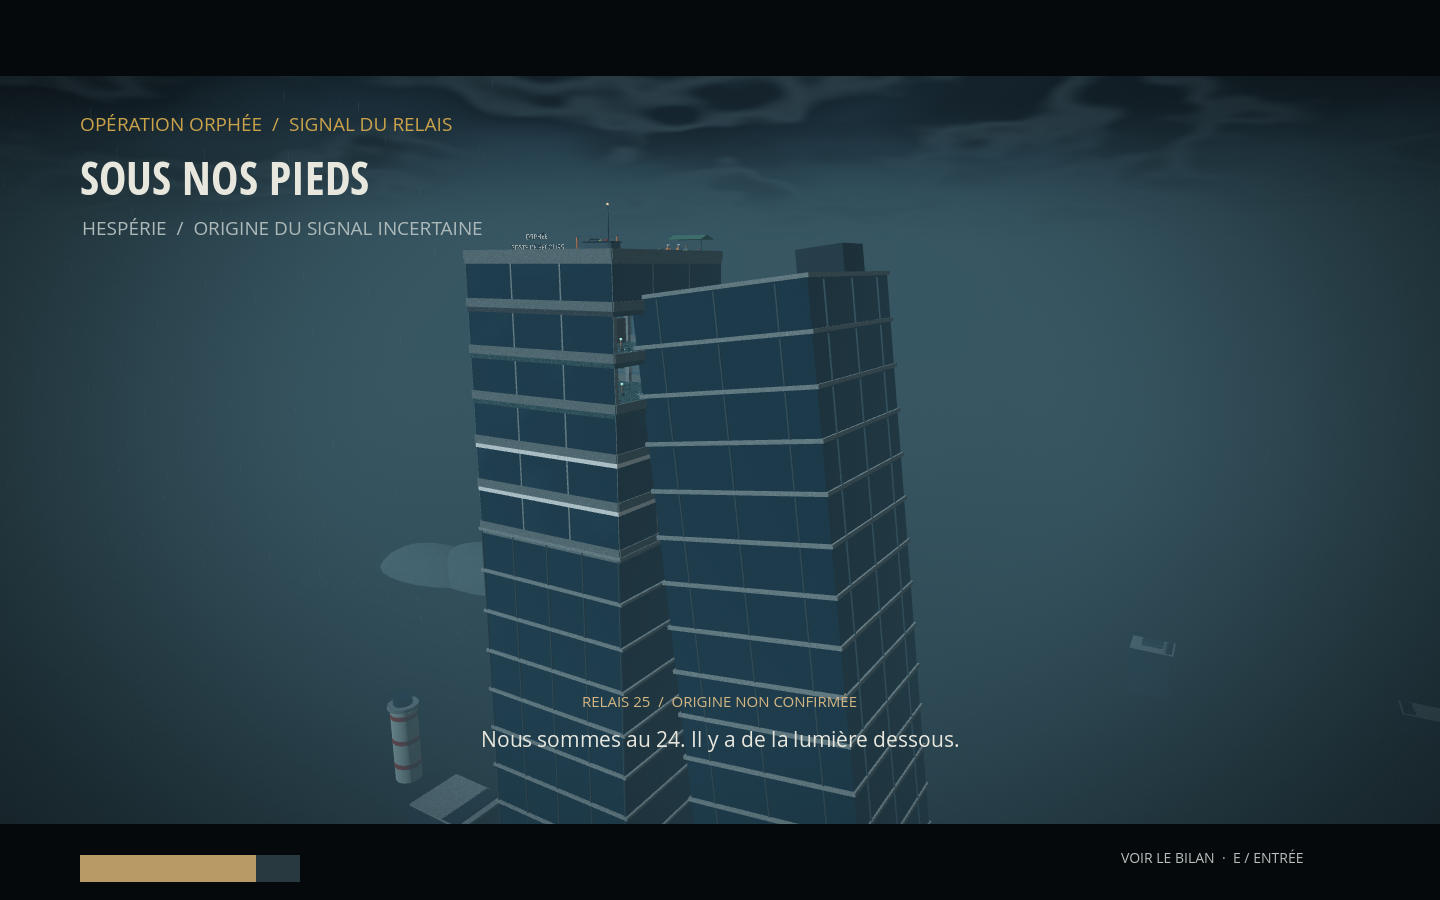 OPÉRATION ORPHÉE / SIGNAL DU RELAIS
SOUS NOS PIEDS
HESPÉRIE / ORIGINE DU SIGNAL INCERTAINE
RELAIS 25 / ORIGINE NON CONFIRMÉE
Nous sommes au 24. Il y a de la lumière dessous.
VOIR LE BILAN · E / ENTRÉE